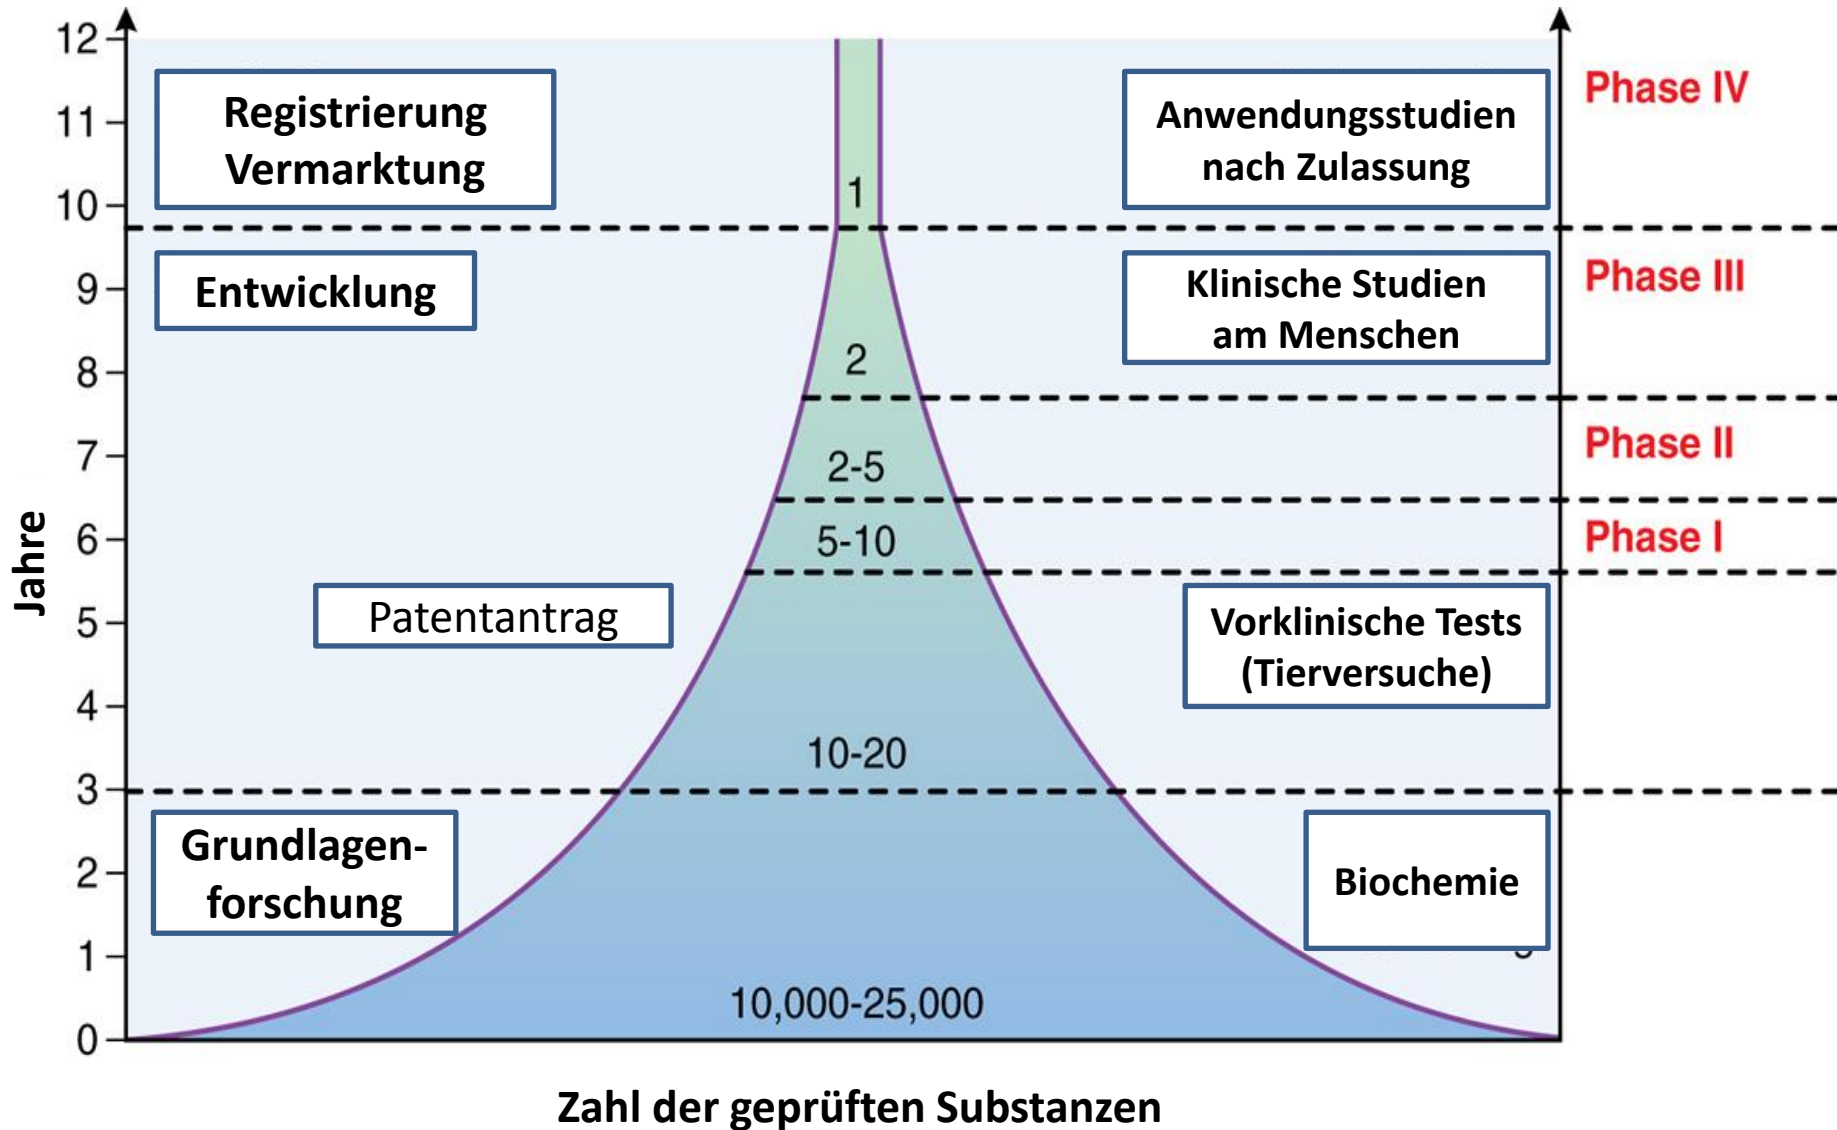 12
11
10
9
8
7
6
5
4
3
2
1
0
Jahre
Registrierung
Vermarktung
Entwicklung
Patentantrag
Grundlagen-
forschung
1
2
2-5
5-10
10-20
10,000-25,000
Anwendungsstudien
nach Zulassung
Klinische Studien
am Menschen
Vorklinische Tests
(Tierversuche)
Biochemie
Phase IV
Phase III
Phase II
Phase I
Zahl der geprüften Substanzen